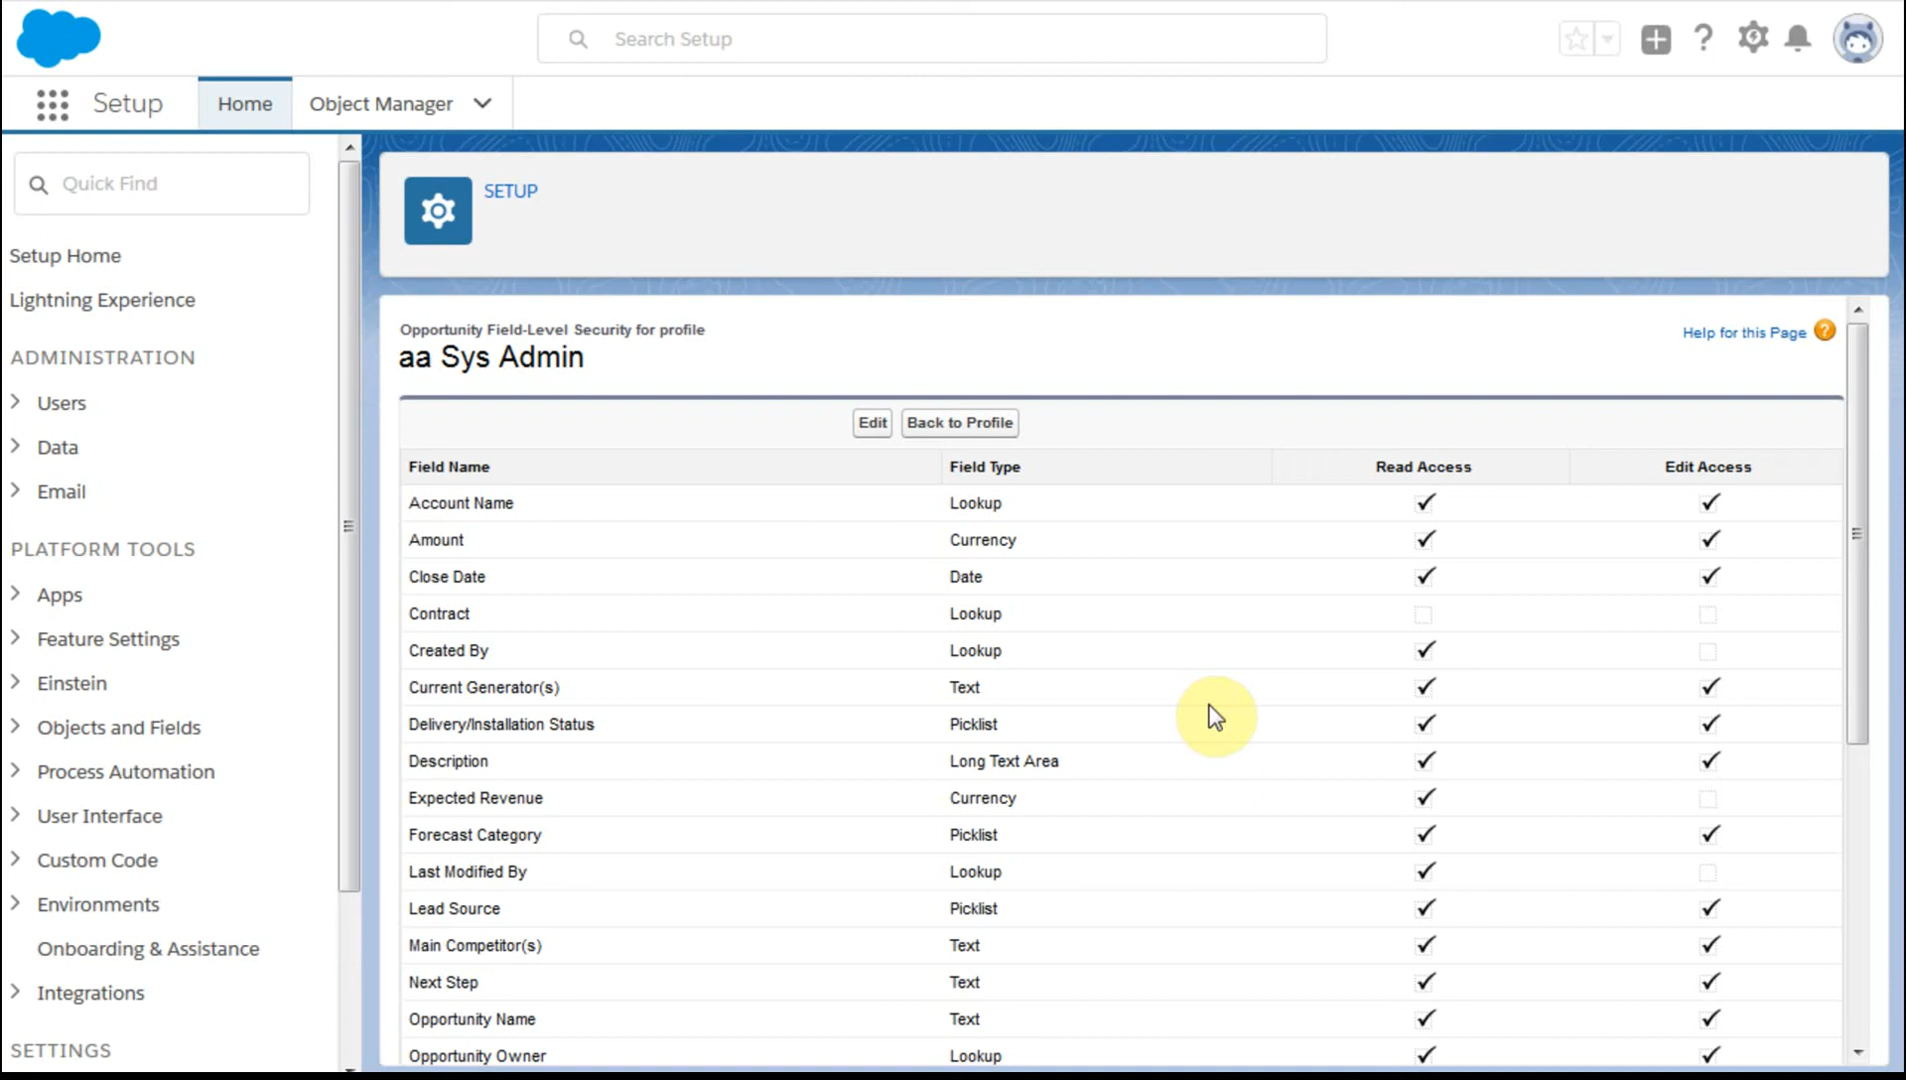 Search Setup
Setup
Home
Object Manager
Quick Find
Setup Home
Lightning Experience
ADMINISTRATION
Users
Data
Email
PLATFORM TOOLS
Apps
Feature Settings
Einstein
Objects and Fields
Process Automation
User Interface
Custom Code
Environments
Onboarding & Assistance
Integrations
SETTINGS
SETUP
Opportunity Field-Level Security for profile
aa Sys Admin
Help for this Page ?
Edit Back to Profile
Field Name Field Type Read Access Edit Access
Account Name Lookup
Amount Currency
Close Date Date
Contract Lookup
Created By Lookup
Current Generator(s) Text
Delivery/Installation Status Picklist
Description Long Text Area
Expected Revenue Currency
Forecast Category Picklist
Last Modified By Lookup
Lead Source Picklist
Main Competitor(s) Text
Next Step Text
Opportunity Name Text
Opportunity Owner Lookup